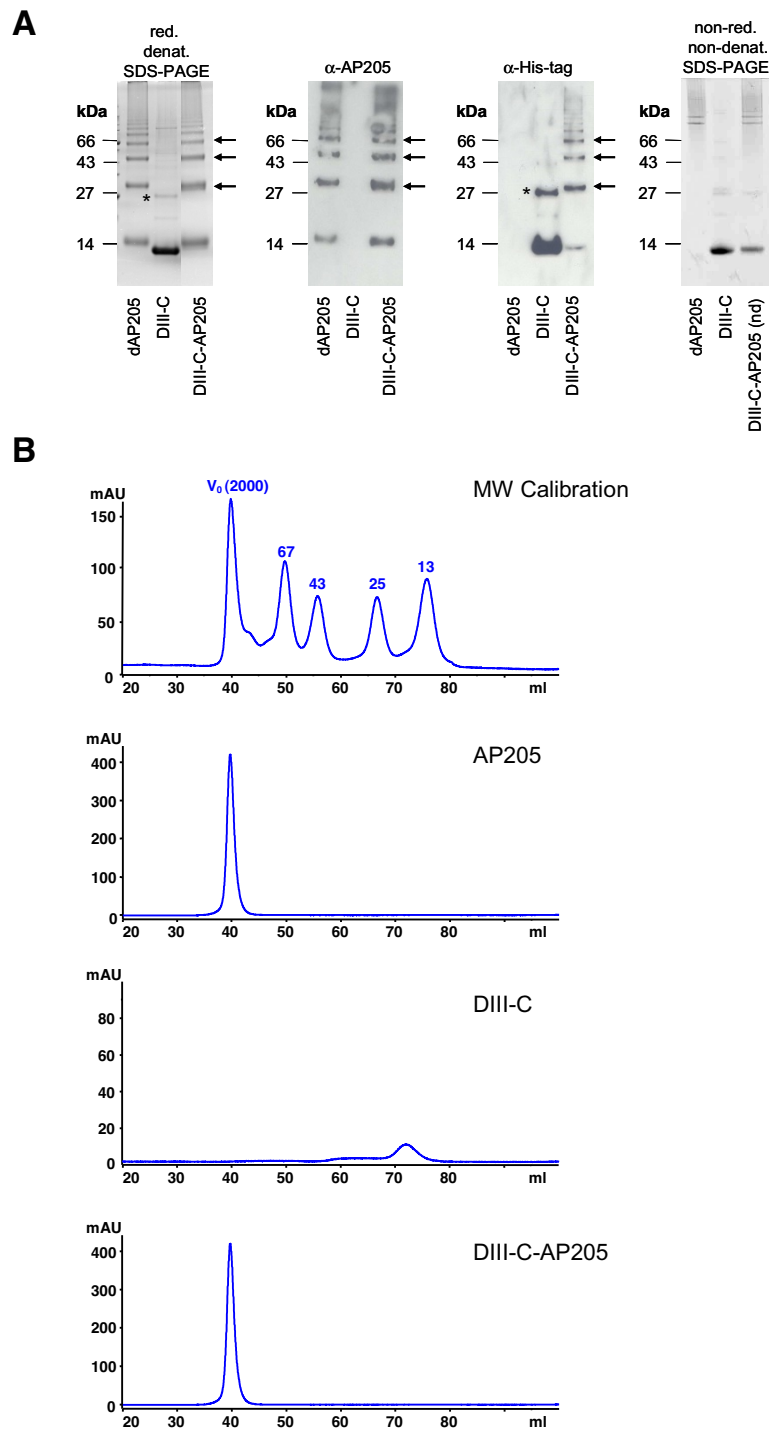 A
red.
denat.
SDS-PAGE
kDa
66
43
27
14
*
dAP205
DIII-C
DIII-C-AP205
α-AP205
kDa
66
43
27
14
dAP205
DIII-C
DIII-C-AP205
α-His-tag
kDa
66
43
27
14
*
dAP205
DIII-C
DIII-C-AP205
non-red.
non-denat.
SDS-PAGE
kDa
66
43
27
14
dAP205
DIII-C
DIII-C-AP205 (nd)
B
MW Calibration
mAU
150
100
50
0
V₀ (2000)
67
43
25
13
20 30 40 50 60 70 80 ml
AP205
mAU
400
300
200
100
0
20 30 40 50 60 70 80 ml
DIII-C
mAU
80
60
40
20
0
20 30 40 50 60 70 80 ml
DIII-C-AP205
mAU
400
300
200
100
0
20 30 40 50 60 70 80 ml